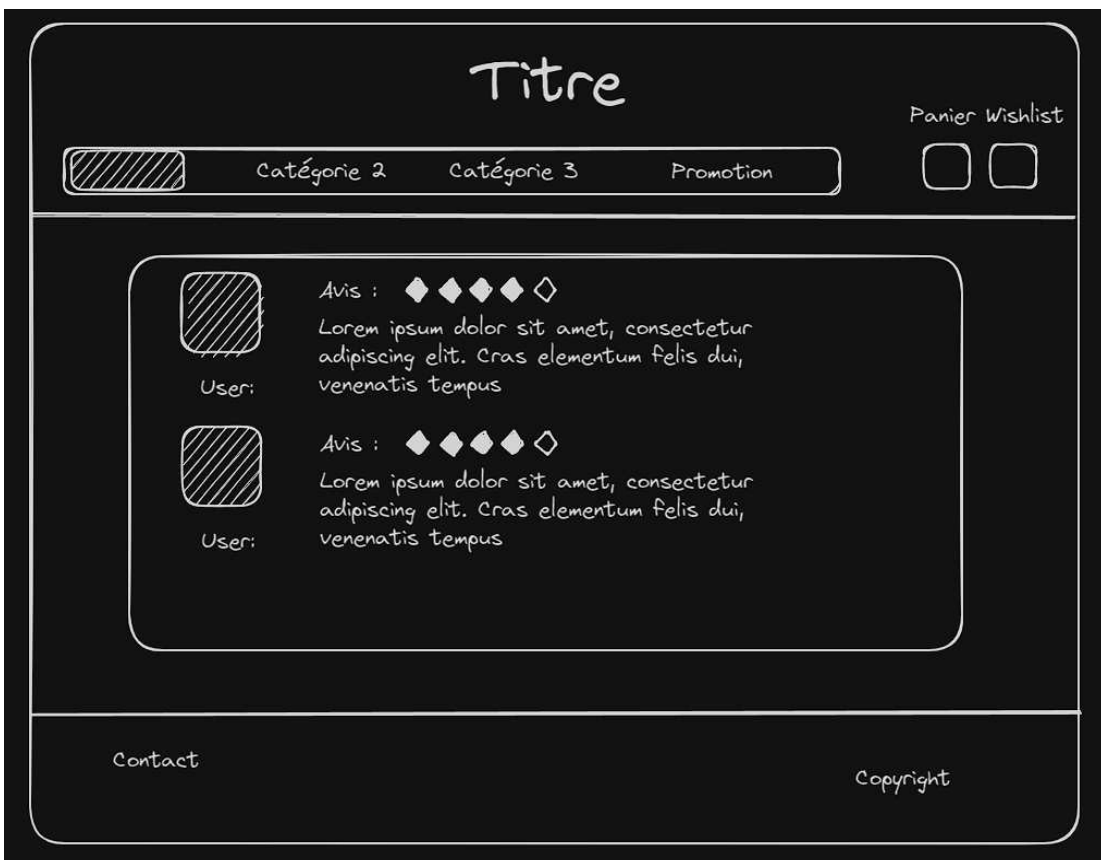 Titre
Panier Wishlist
Catégorie 2 Catégorie 3 Promotion
Avis :
Lorem ipsum dolor sit amet, consectetur
adipiscing elit. Cras elementum felis dui,
venenatis tempus
User:
Avis :
Lorem ipsum dolor sit amet, consectetur
adipiscing elit. Cras elementum felis dui,
venenatis tempus
User:
Contact
Copyright